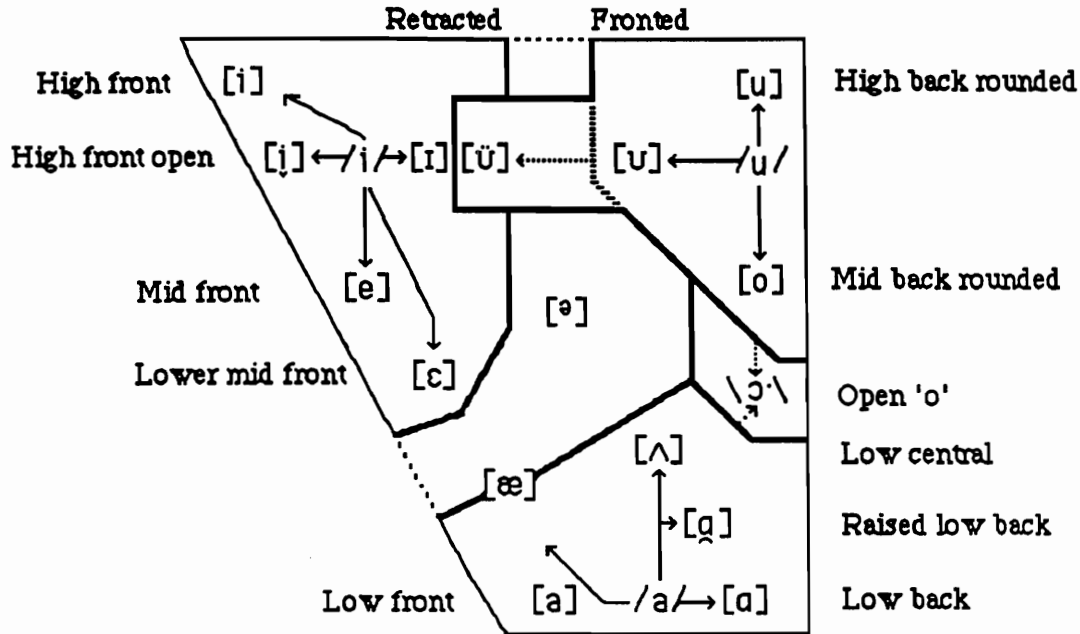 Retracted Fronted
High front [i] [u] High back rounded
High front open [i̬] /i/ [ɪ] [ʊ̈] [ʊ] /u/
Mid front [e] [o] Mid back rounded
[ə]
Lower mid front [ɛ]
\ɔ\ Open 'o'
[ʌ] Low central
[æ]
[ɑ̯] Raised low back
Low front [a] /a/ [ɑ] Low back